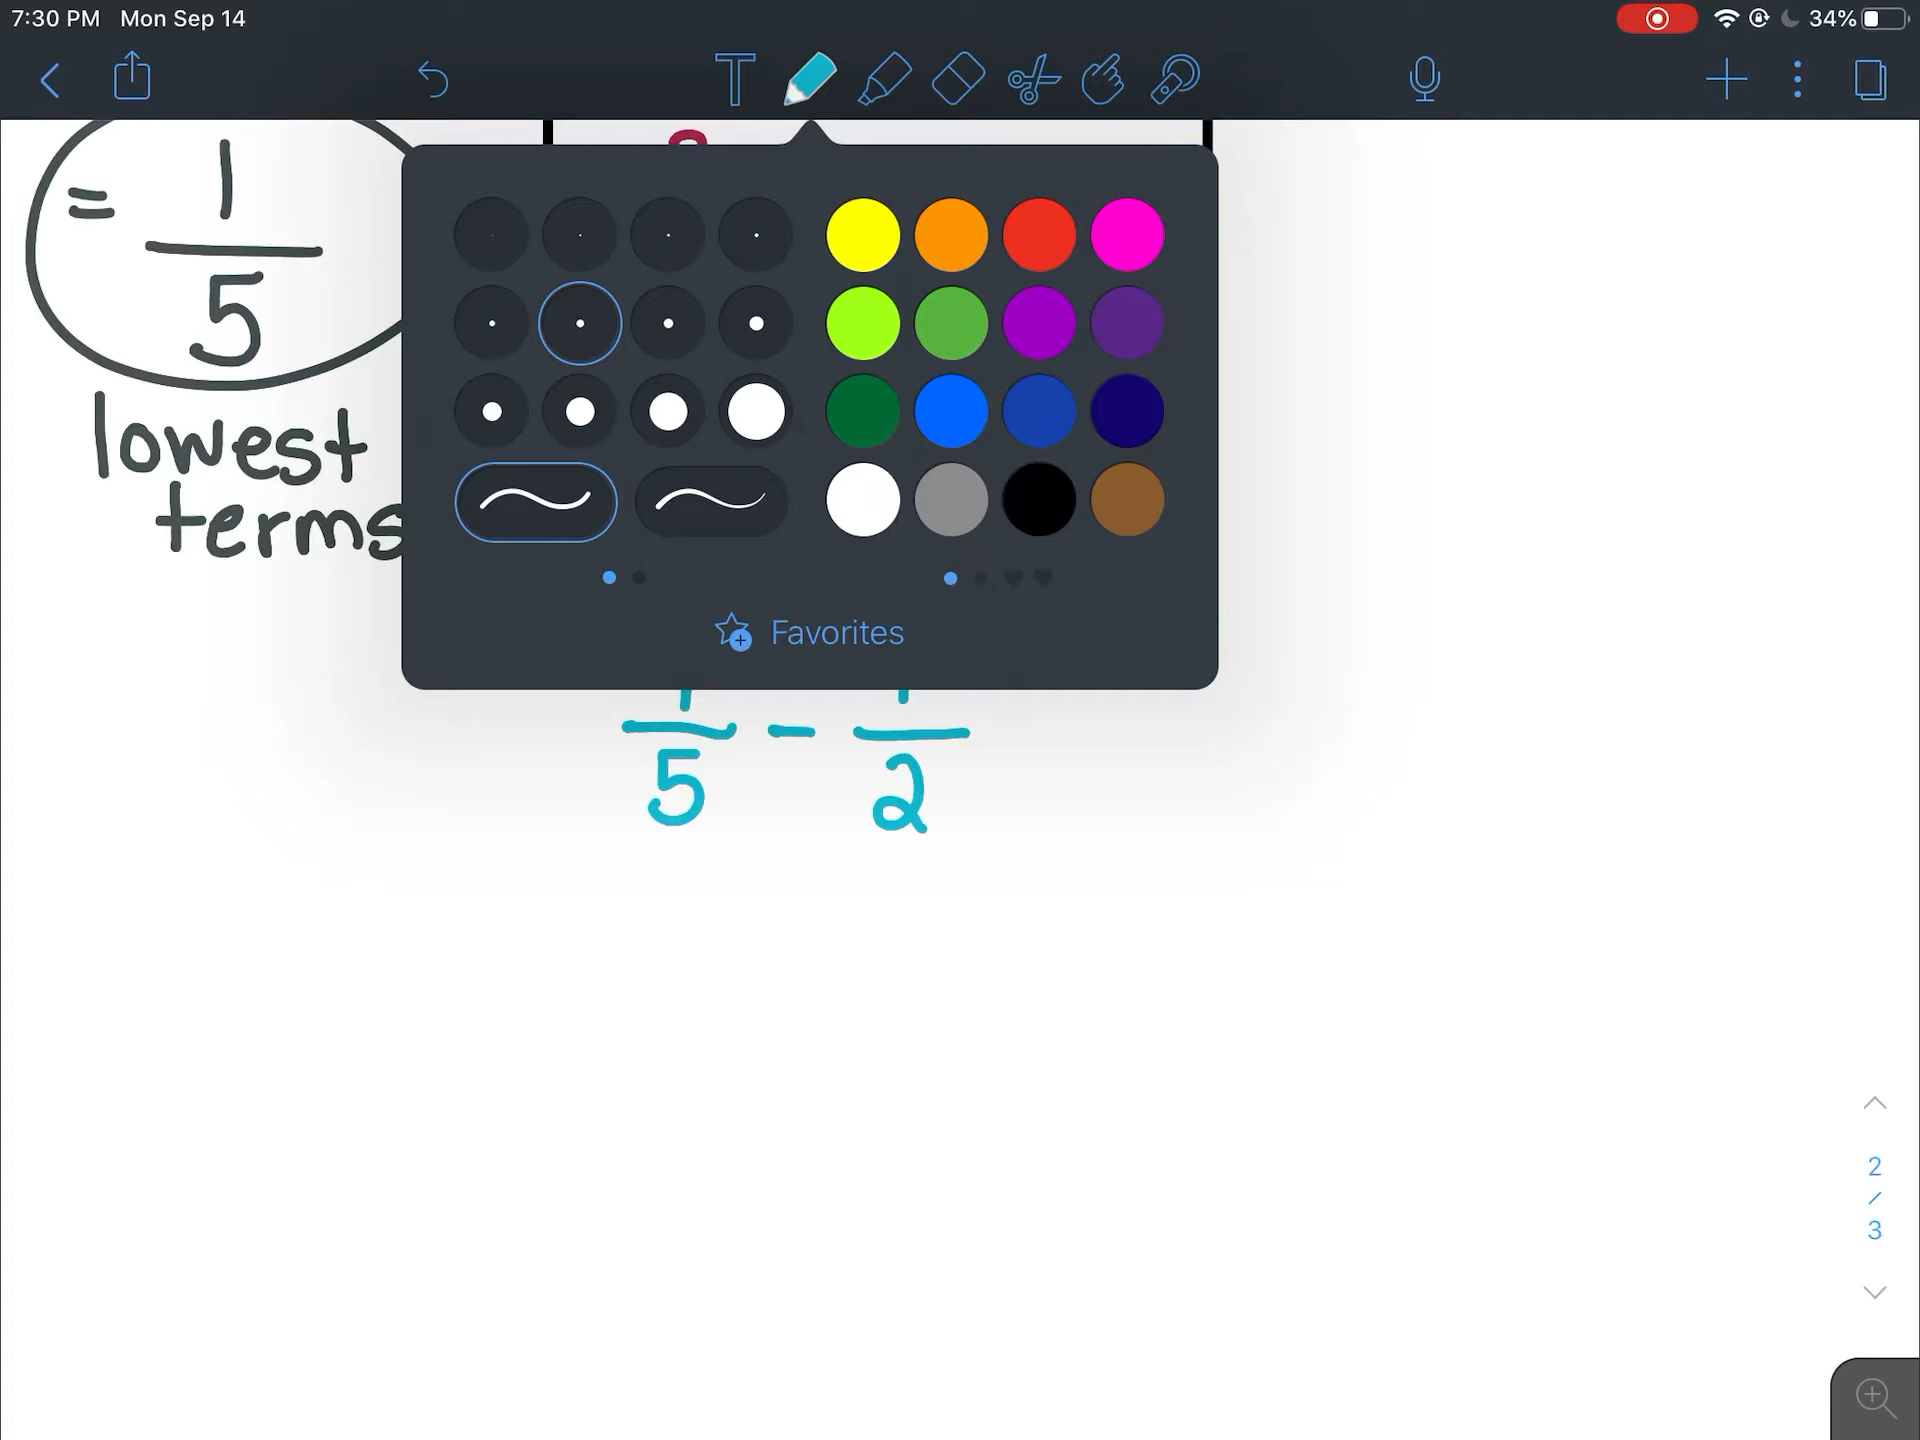 7:30 PM Mon Sep 14
34%
= 1
5
lowest
terms
Favorites
5 - 2
2
/
3